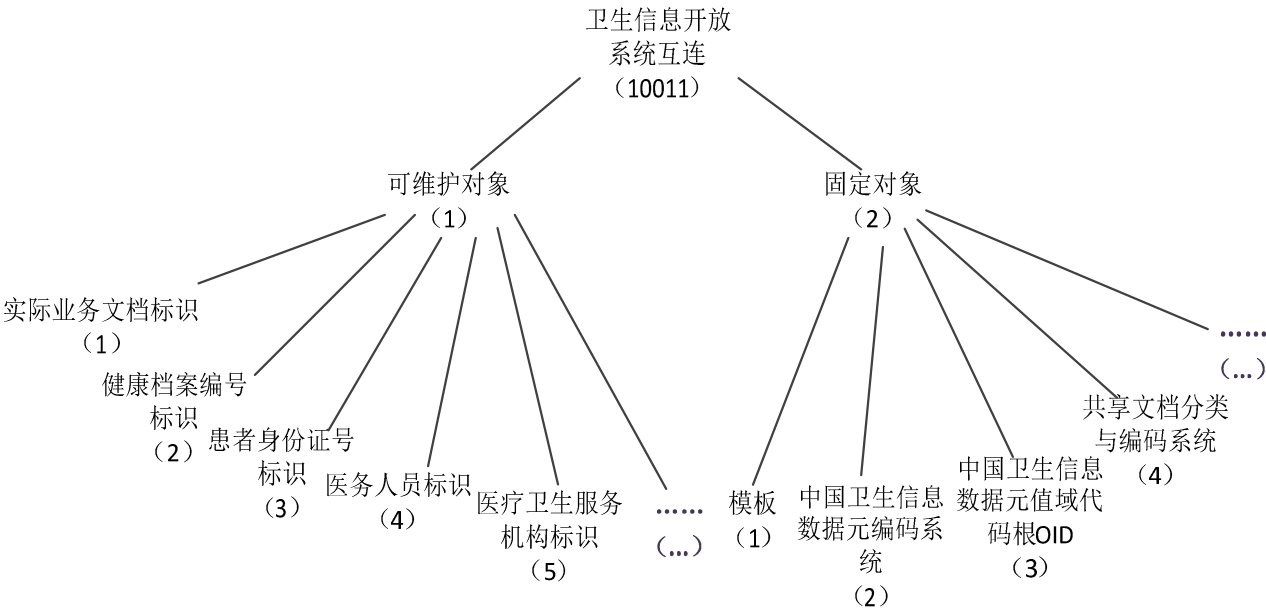 卫生信息开放
系统互连
（10011）
可维护对象
（1）
固定对象
（2）
实际业务文档标识
（1）
健康档案编号
标识
（2）
患者身份证号
标识
（3）
医务人员标识
（4）
医疗卫生服务
机构标识
（5）
……
（…）
模板
（1）
中国卫生信息
数据元编码系
统
（2）
中国卫生信息
数据元值域代
码根OID
（3）
共享文档分类
与编码系统
（4）
……
（…）